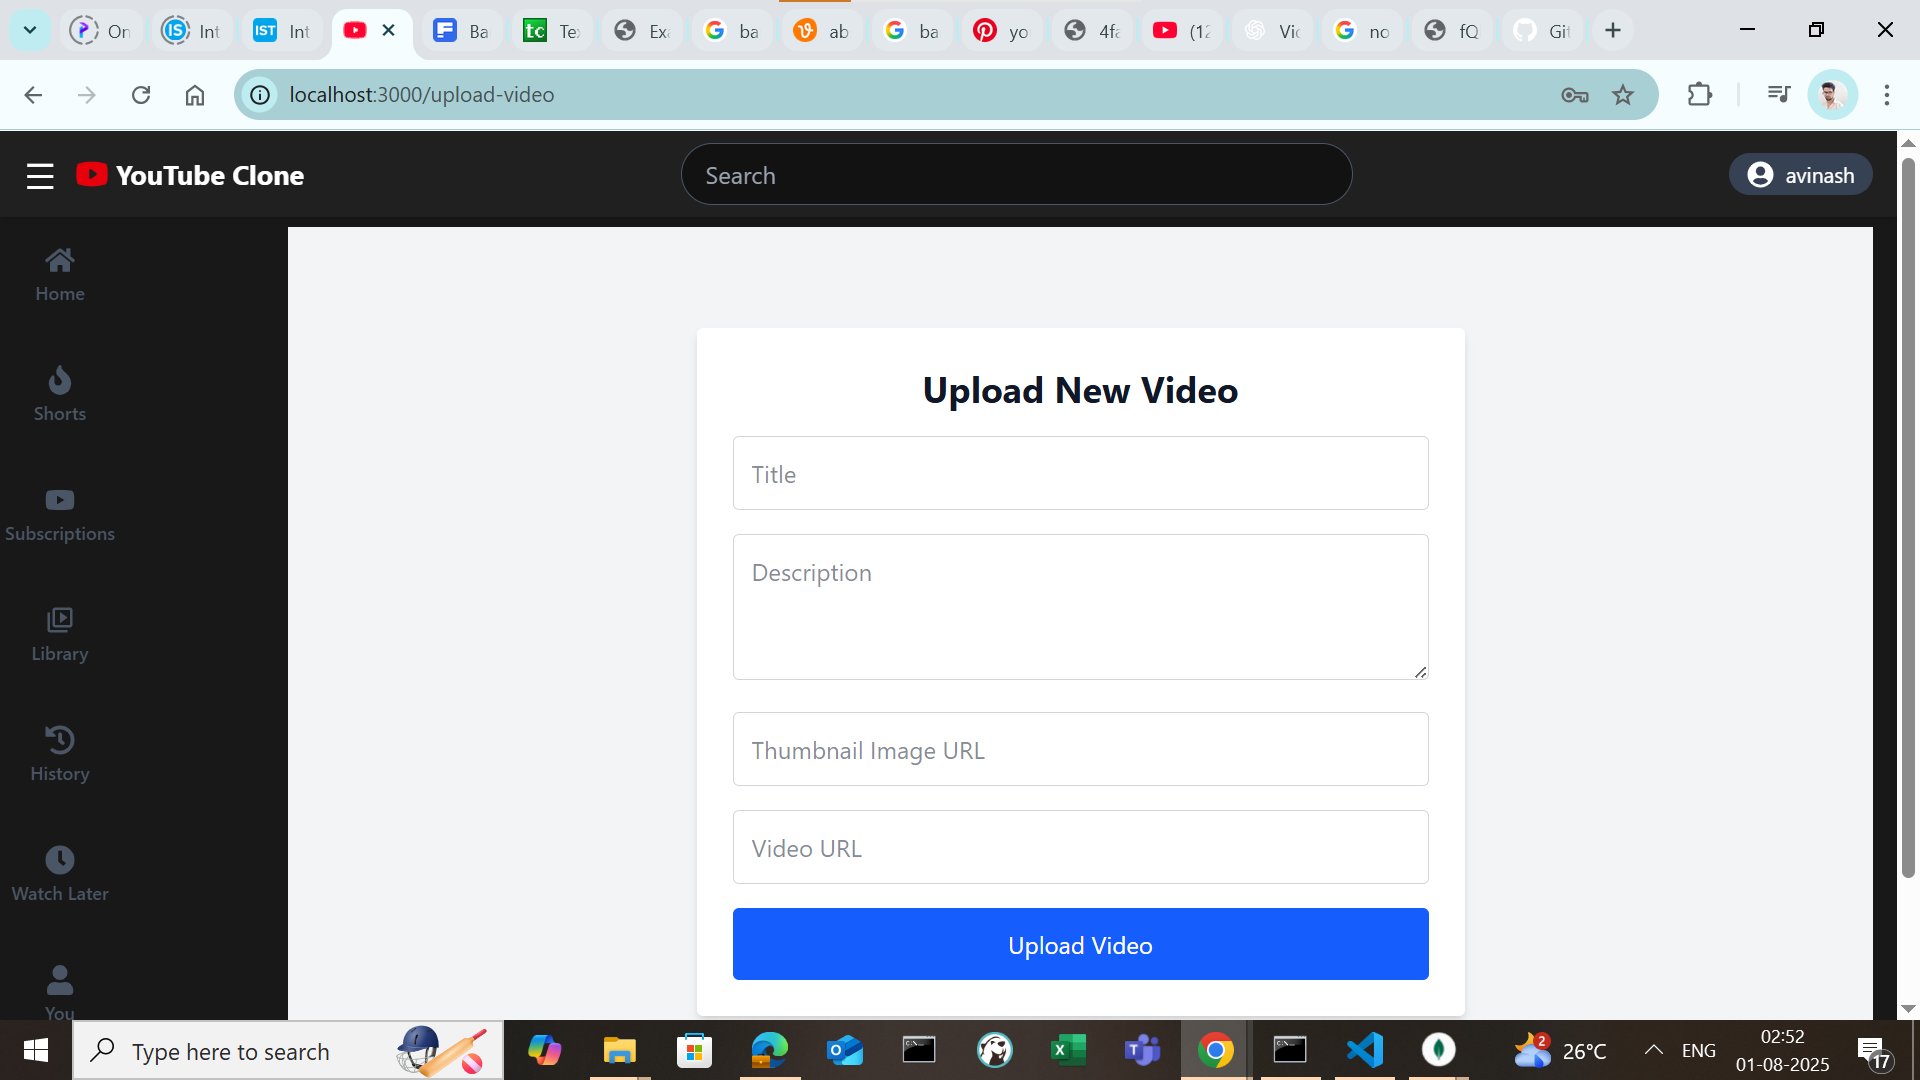 On
Int
IST
Int
Ba
tc
Te
Ex
ba
ab
ba
yo
4fa
(12
Vic
no
fQ
Git
localhost:3000/upload-video
YouTube Clone
Search
avinash
Home
Shorts
Subscriptions
Library
History
Watch Later
You
Upload New Video
Title
Description
Thumbnail Image URL
Video URL
Upload Video
Type here to search
2
26°C
ENG
02:52
01-08-2025
17